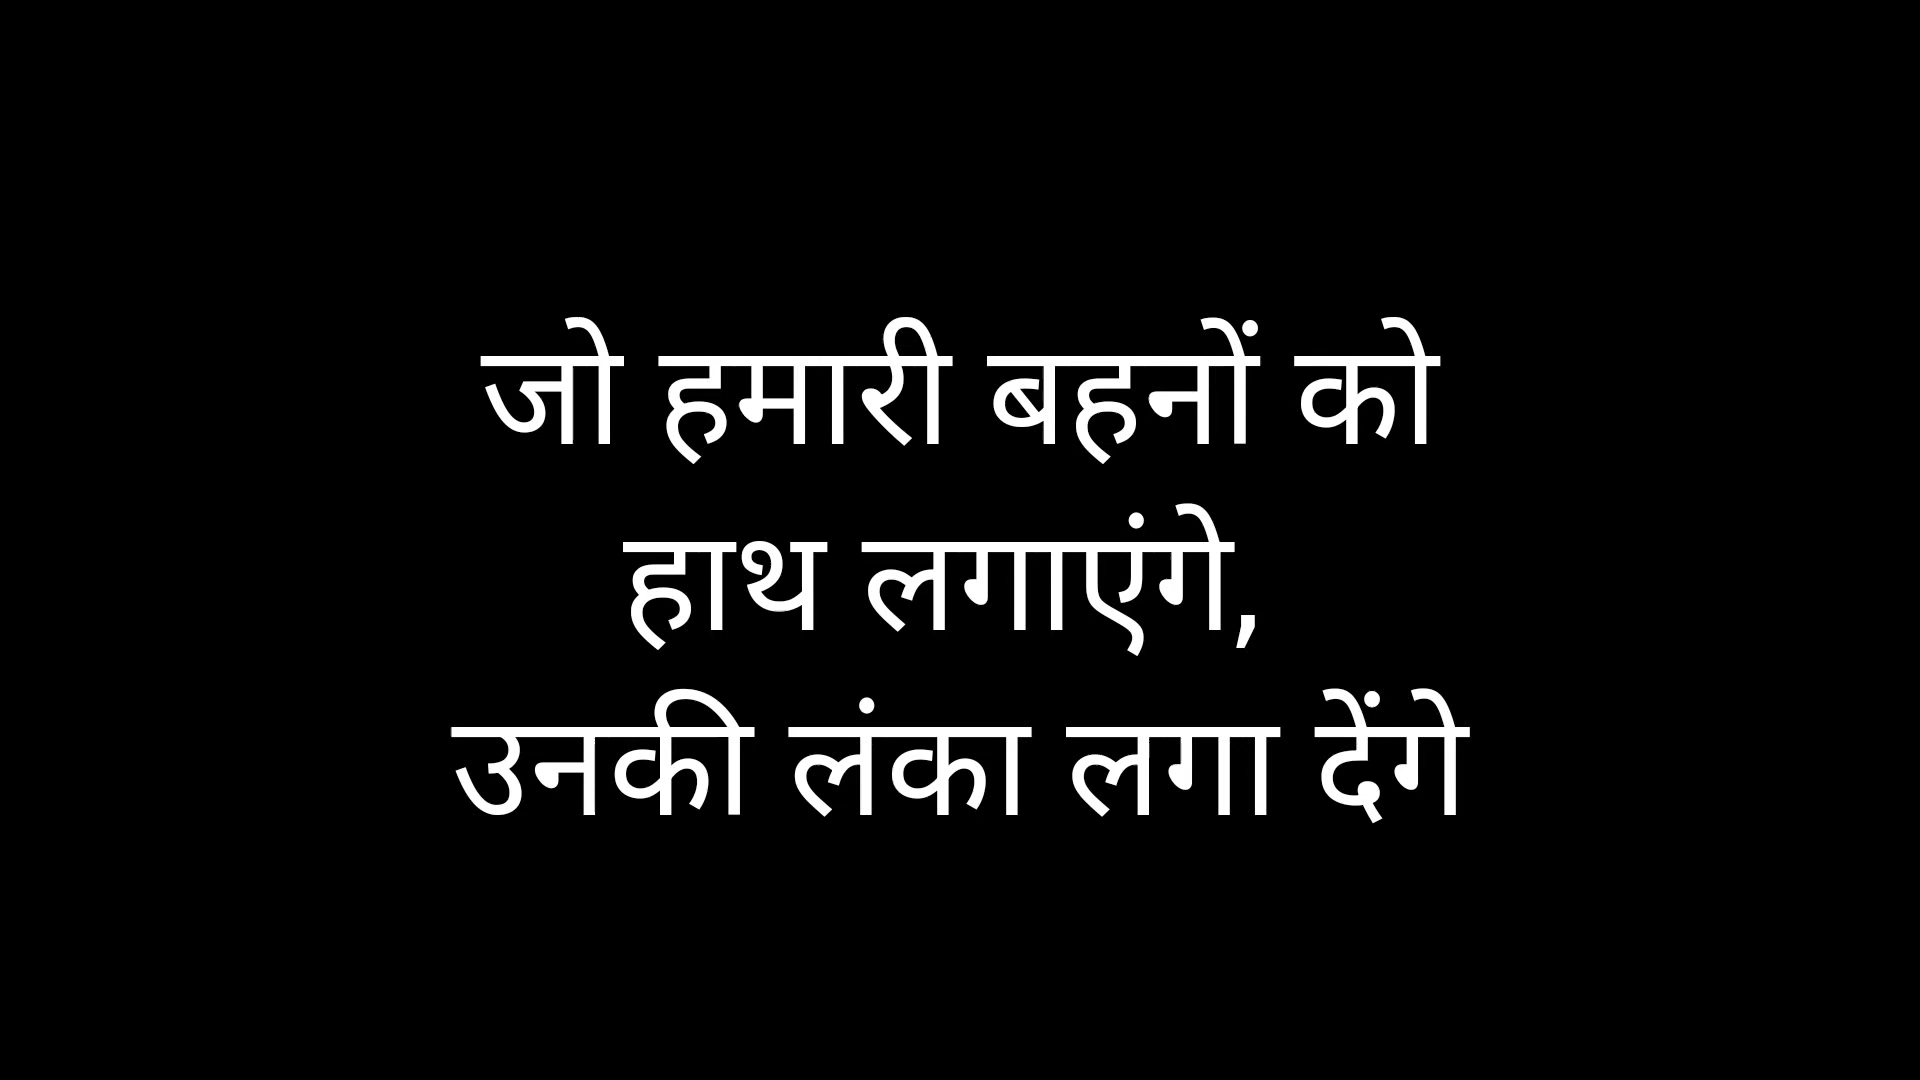 जो हमारी बहनों को
हाथ लगाएंगे,
उनकी लंका लगा देंगे